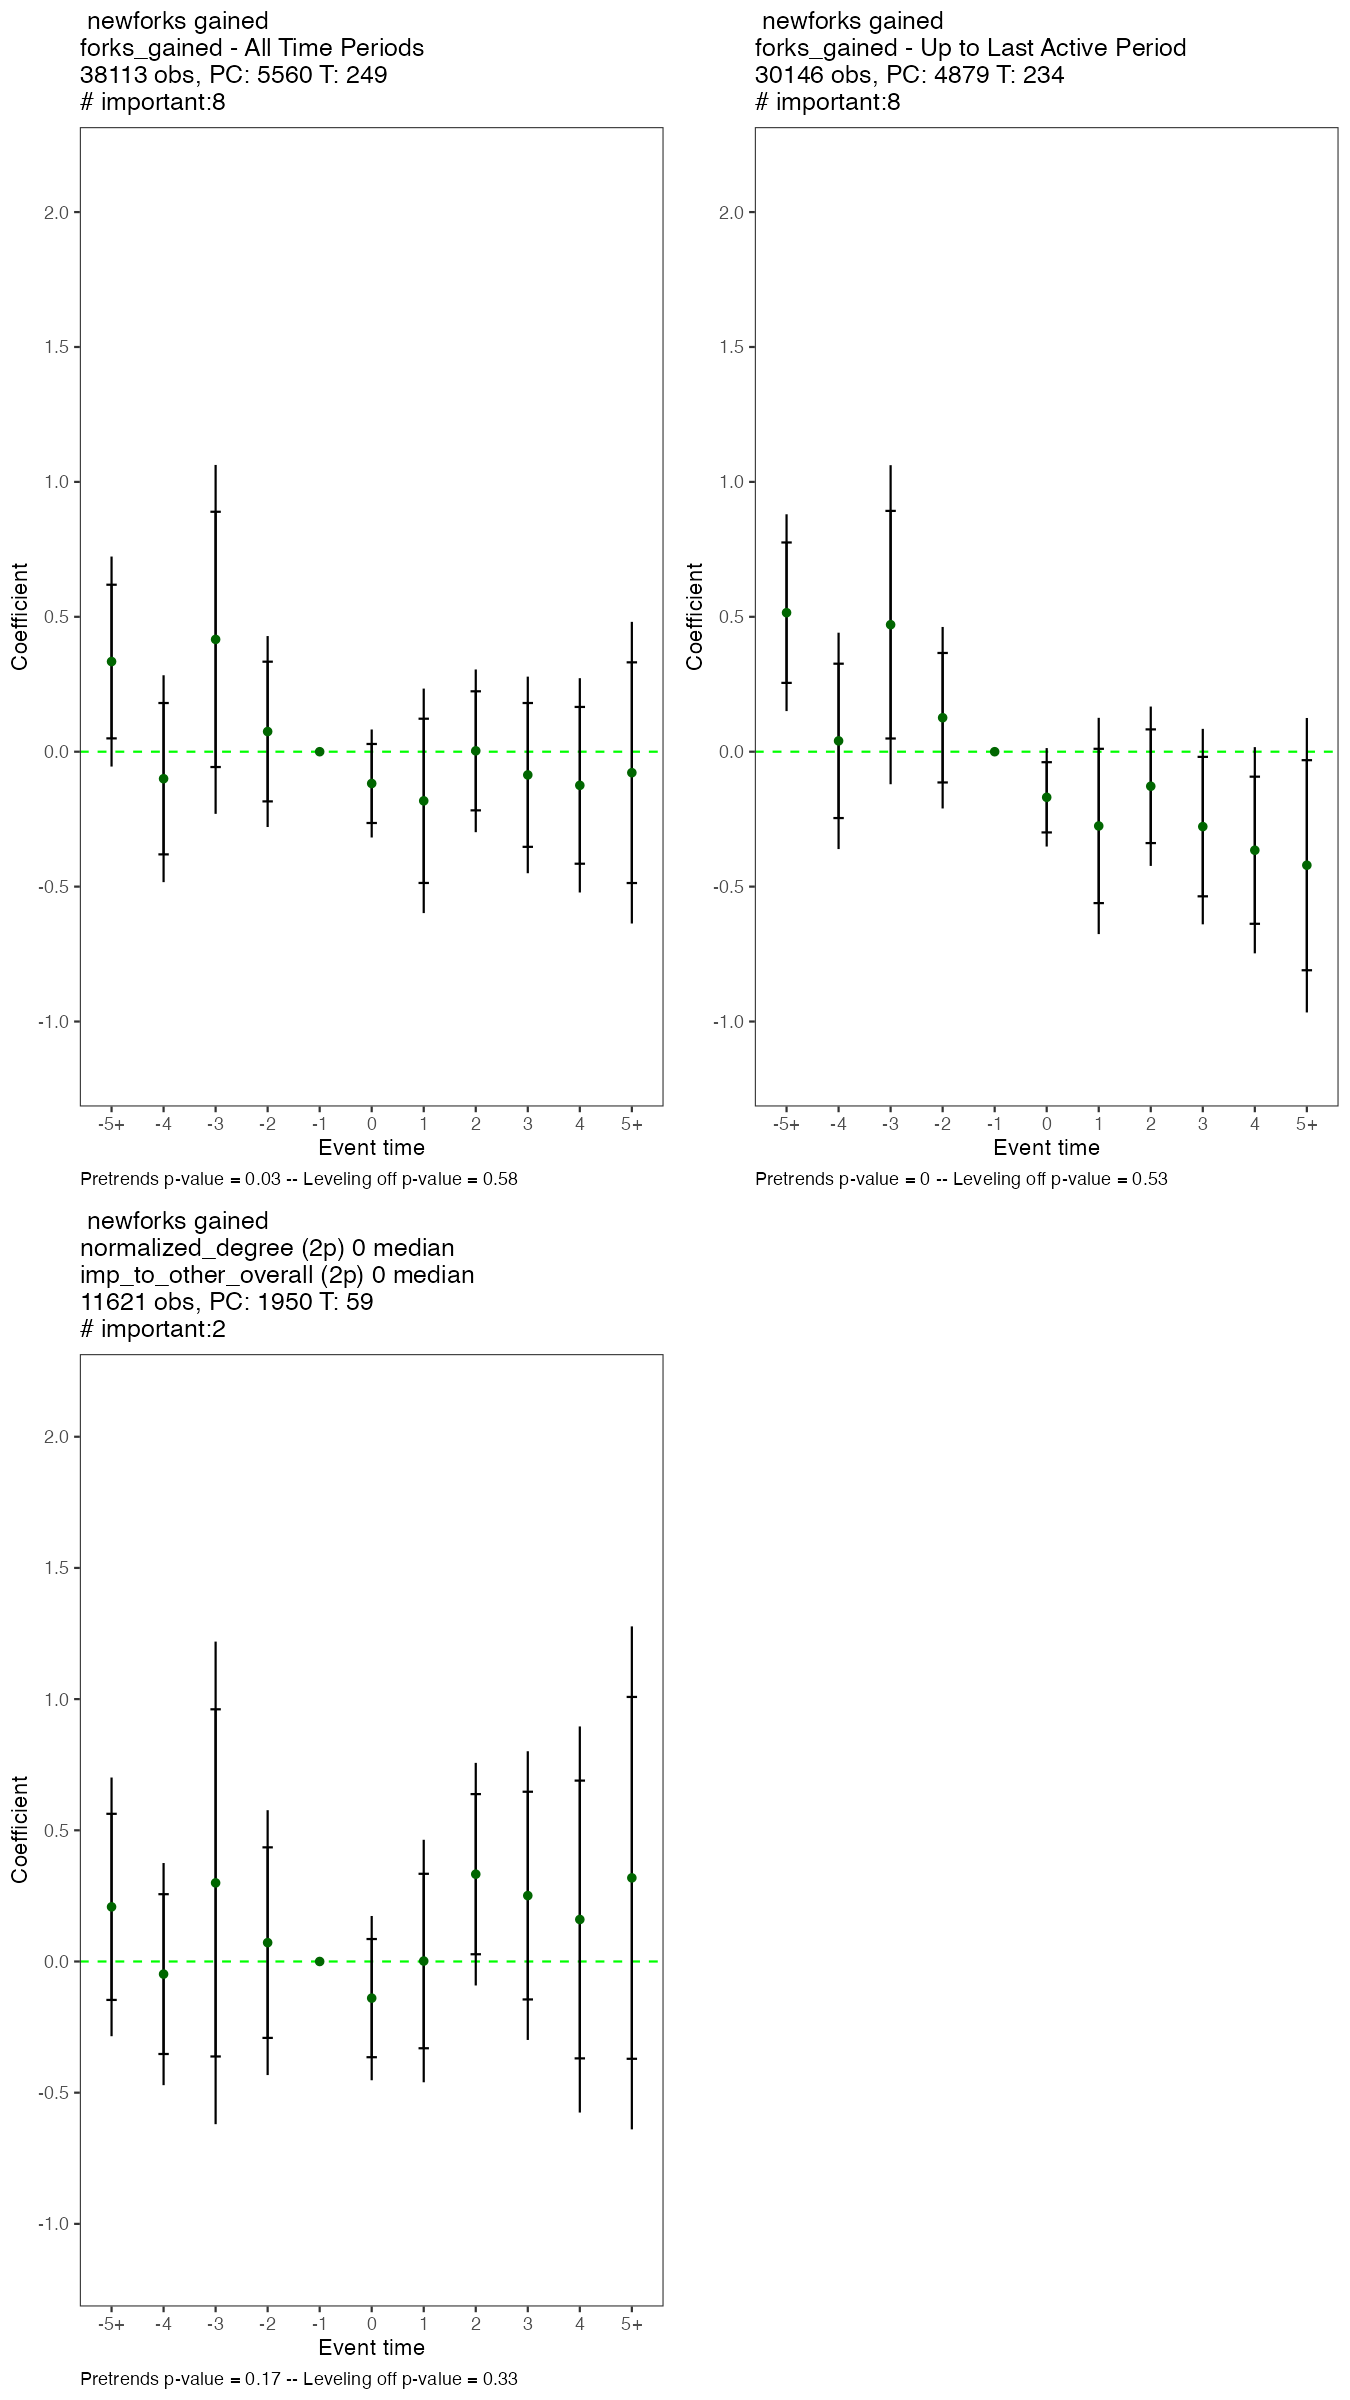 newforks gained
forks_gained - All Time Periods
38113 obs, PC: 5560 T: 249
# important:8
2.0
1.5
1.0
0.5
0.0
-0.5
-1.0
Coefficient
-5+ -4 -3 -2 -1 0 1 2 3 4 5+
Event time
Pretrends p-value = 0.03 -- Leveling off p-value = 0.58
newforks gained
forks_gained - Up to Last Active Period
30146 obs, PC: 4879 T: 234
# important:8
2.0
1.5
1.0
0.5
0.0
-0.5
-1.0
Coefficient
-5+ -4 -3 -2 -1 0 1 2 3 4 5+
Event time
Pretrends p-value = 0 -- Leveling off p-value = 0.53
newforks gained
normalized_degree (2p) 0 median
imp_to_other_overall (2p) 0 median
11621 obs, PC: 1950 T: 59
# important:2
2.0
1.5
1.0
0.5
0.0
-0.5
-1.0
Coefficient
-5+ -4 -3 -2 -1 0 1 2 3 4 5+
Event time
Pretrends p-value = 0.17 -- Leveling off p-value = 0.33